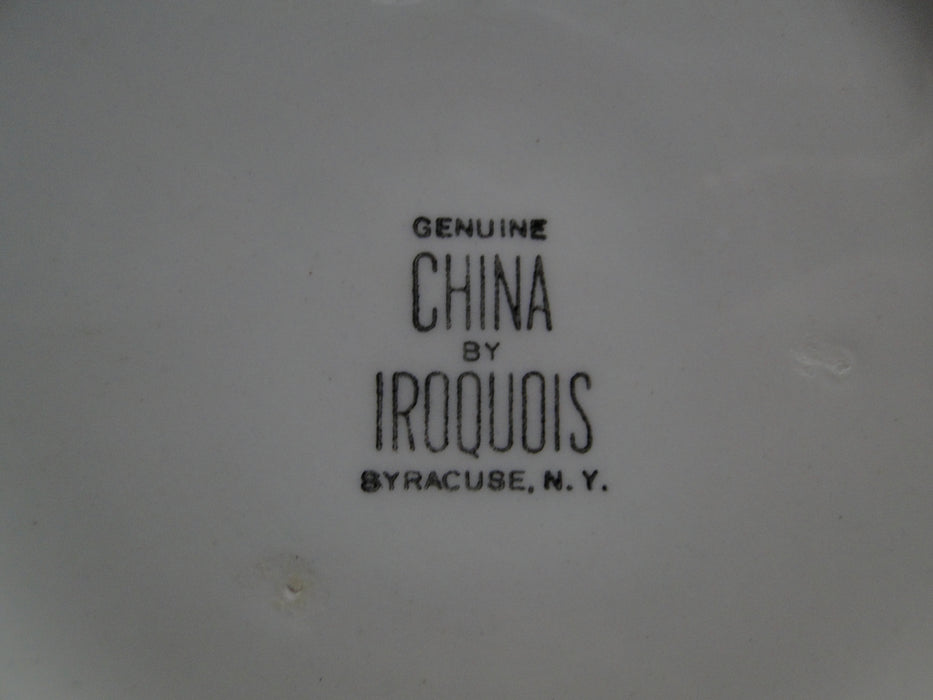 GENUINE
CHINA
BY
IROQUOIS
SYRACUSE, N. Y.